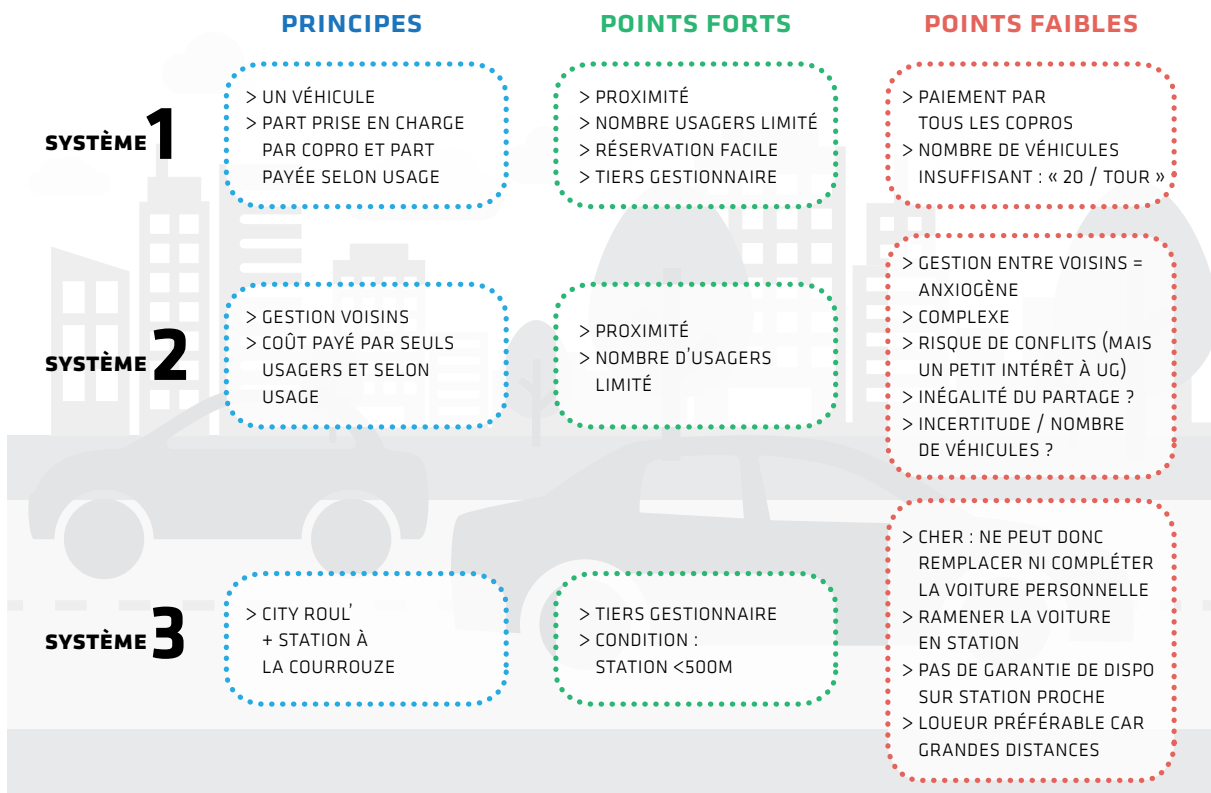 PRINCIPES
POINTS FORTS
POINTS FAIBLES
SYSTÈME 1
> UN VÉHICULE
> PART PRISE EN CHARGE
PAR COPRO ET PART
PAYÉE SELON USAGE
> PROXIMITÉ
> NOMBRE USAGERS LIMITÉ
> RÉSERVATION FACILE
> TIERS GESTIONNAIRE
> PAIEMENT PAR
TOUS LES COPROS
> NOMBRE DE VÉHICULES
INSUFFISANT : « 20 / TOUR »
SYSTÈME 2
> GESTION VOISINS
> COÛT PAYÉ PAR SEULS
USAGERS ET SELON
USAGE
> PROXIMITÉ
> NOMBRE D'USAGERS
LIMITÉ
> GESTION ENTRE VOISINS =
ANXIOGÈNE
> COMPLEXE
> RISQUE DE CONFLITS (MAIS
UN PETIT INTÉRÊT À UG)
> INÉGALITÉ DU PARTAGE ?
> INCERTITUDE / NOMBRE
DE VÉHICULES ?
SYSTÈME 3
> CITY ROUL'
+ STATION À
LA COURROUZE
> TIERS GESTIONNAIRE
> CONDITION :
STATION <500M
> CHER : NE PEUT DONC
REMPLACER NI COMPLÉTER
LA VOITURE PERSONNELLE
> RAMENER LA VOITURE
EN STATION
> PAS DE GARANTIE DE DISPO
SUR STATION PROCHE
> LOUEUR PRÉFÉRABLE CAR
GRANDES DISTANCES